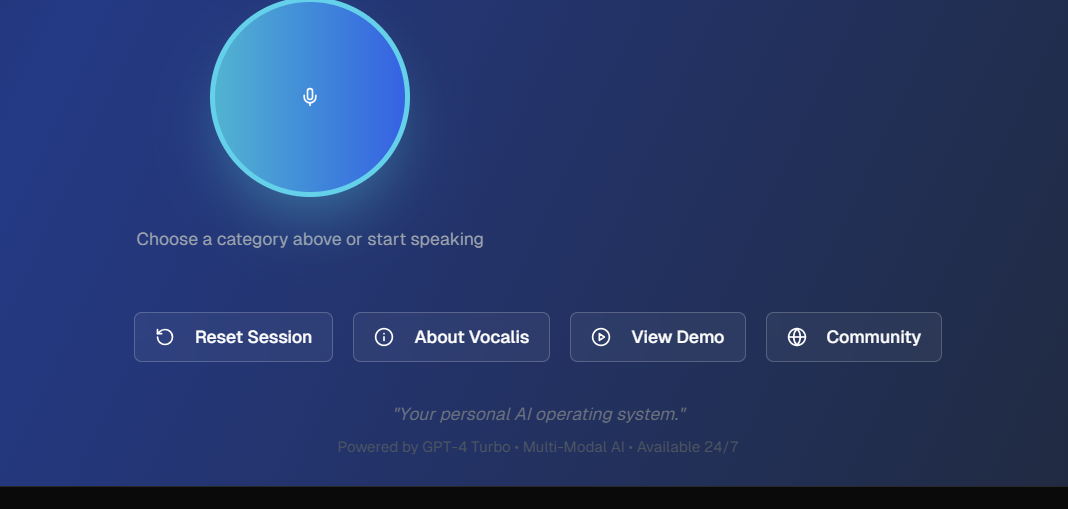 Choose a category above or start speaking
Reset Session
About Vocalis
View Demo
Community
"Your personal AI operating system."
Powered by GPT-4 Turbo • Multi-Modal AI • Available 24/7